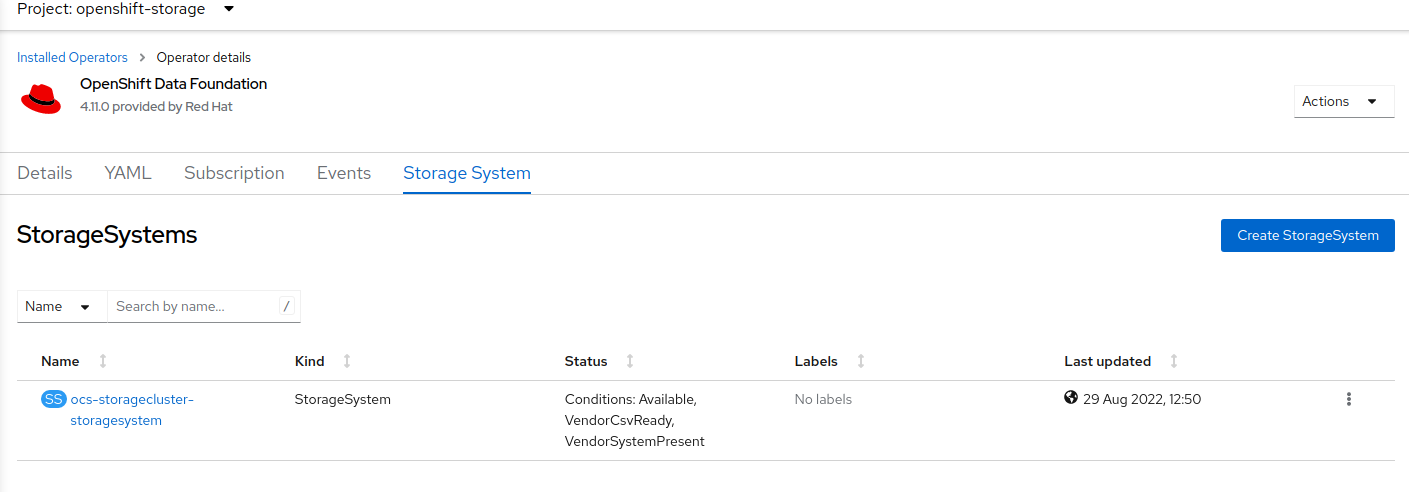 Project: openshift-storage
Installed Operators > Operator details
OpenShift Data Foundation
4.11.0 provided by Red Hat
Actions
Details YAML Subscription Events Storage System
StorageSystems
Create StorageSystem
Name Search by name... /
Name Kind Status Labels Last updated
SS ocs-storagecluster- StorageSystem Conditions: Available, No labels 29 Aug 2022, 12:50
storagesystem VendorCsvReady,
VendorSystemPresent